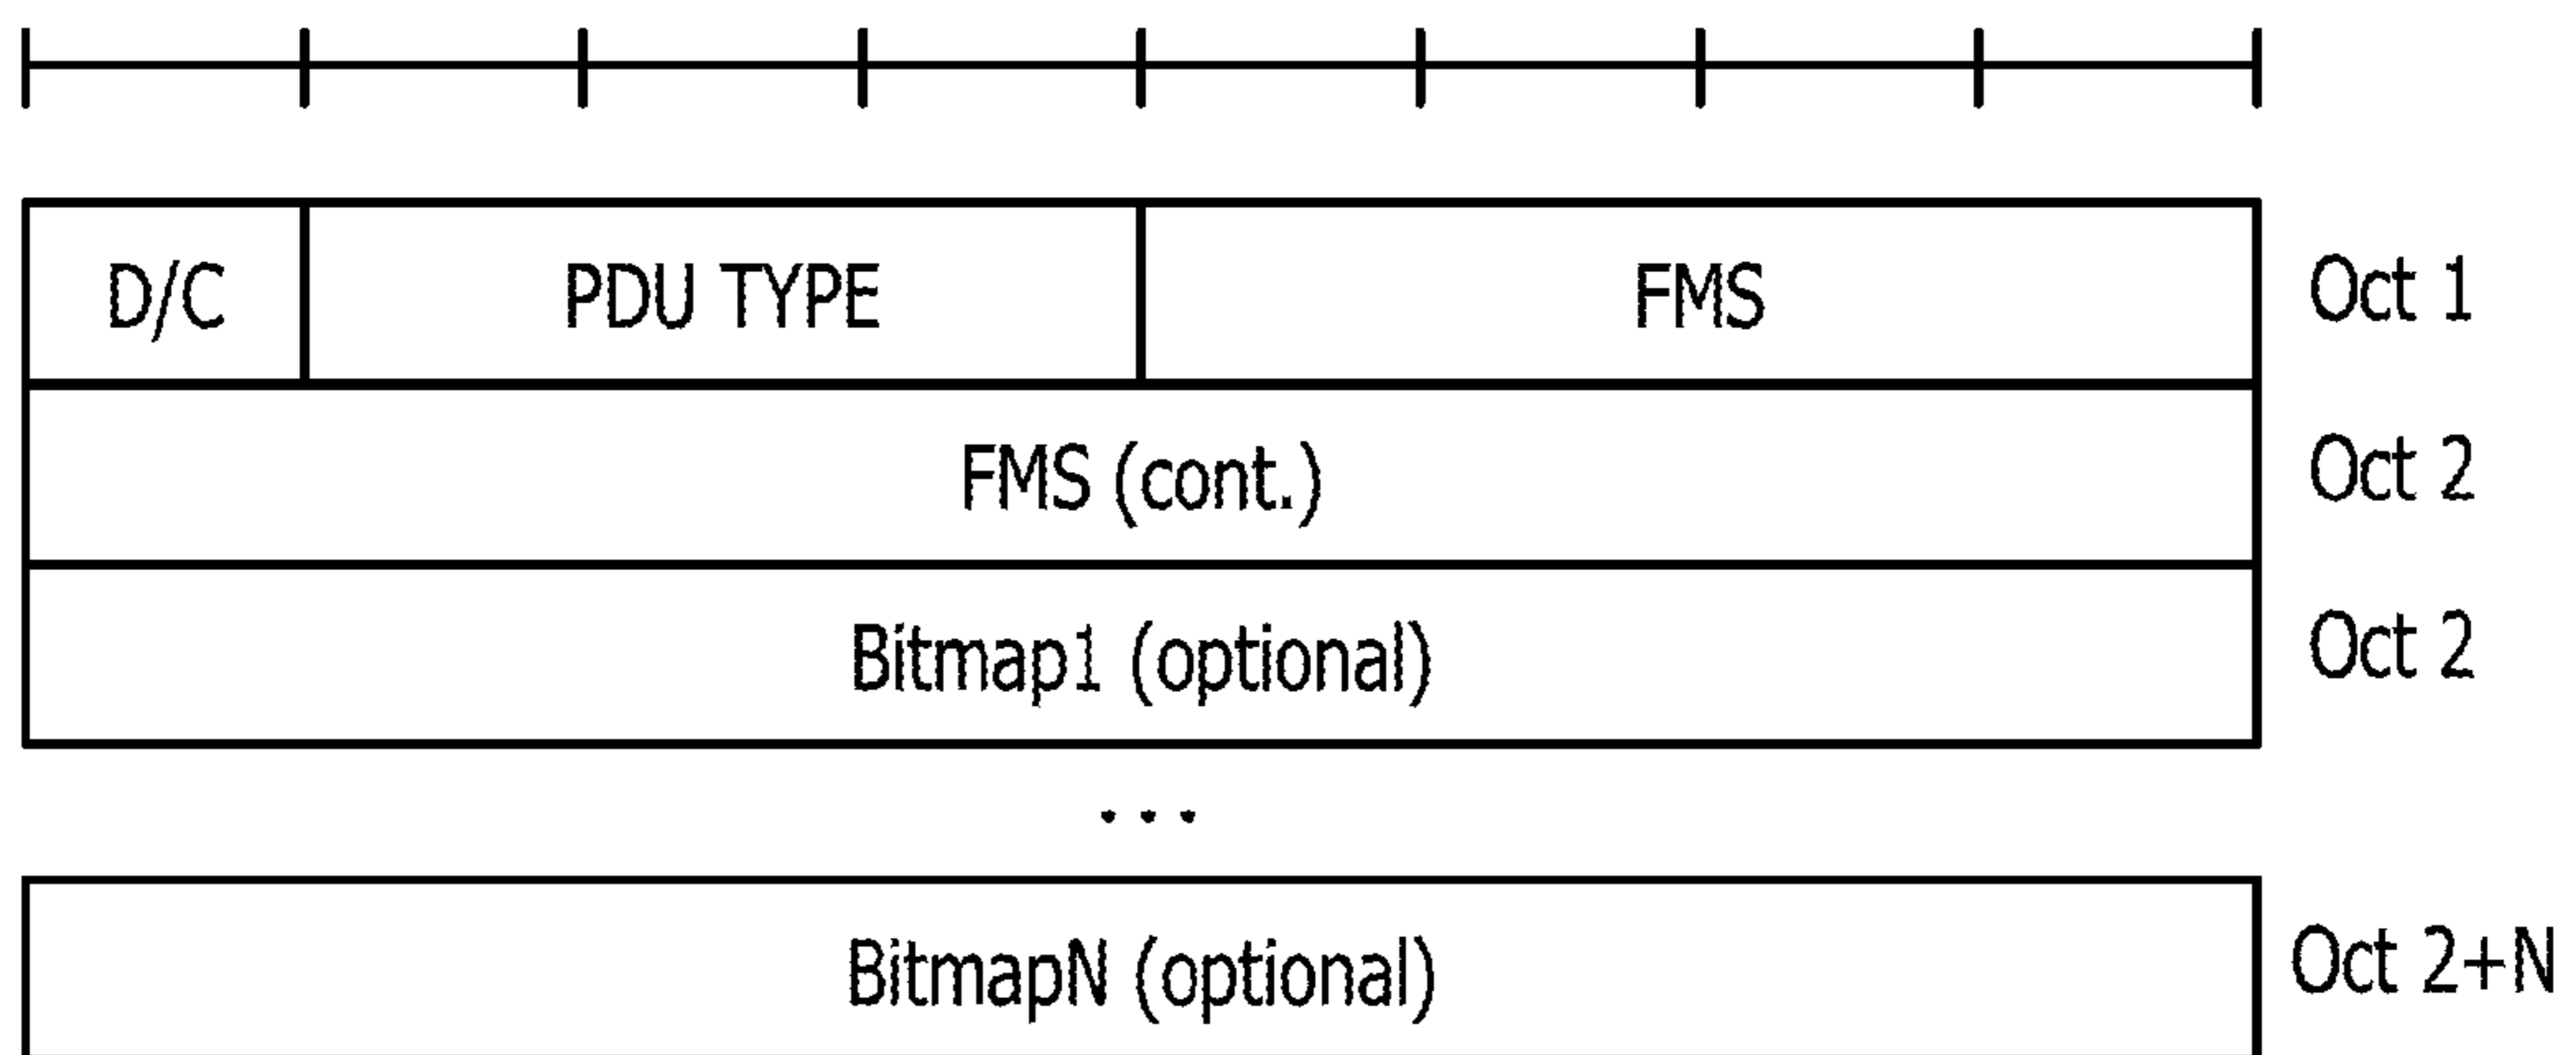 D/C PDU TYPE FMS Oct 1
FMS (cont.) Oct 2
Bitmap1 (optional) Oct 2
...
BitmapN (optional) Oct 2+N